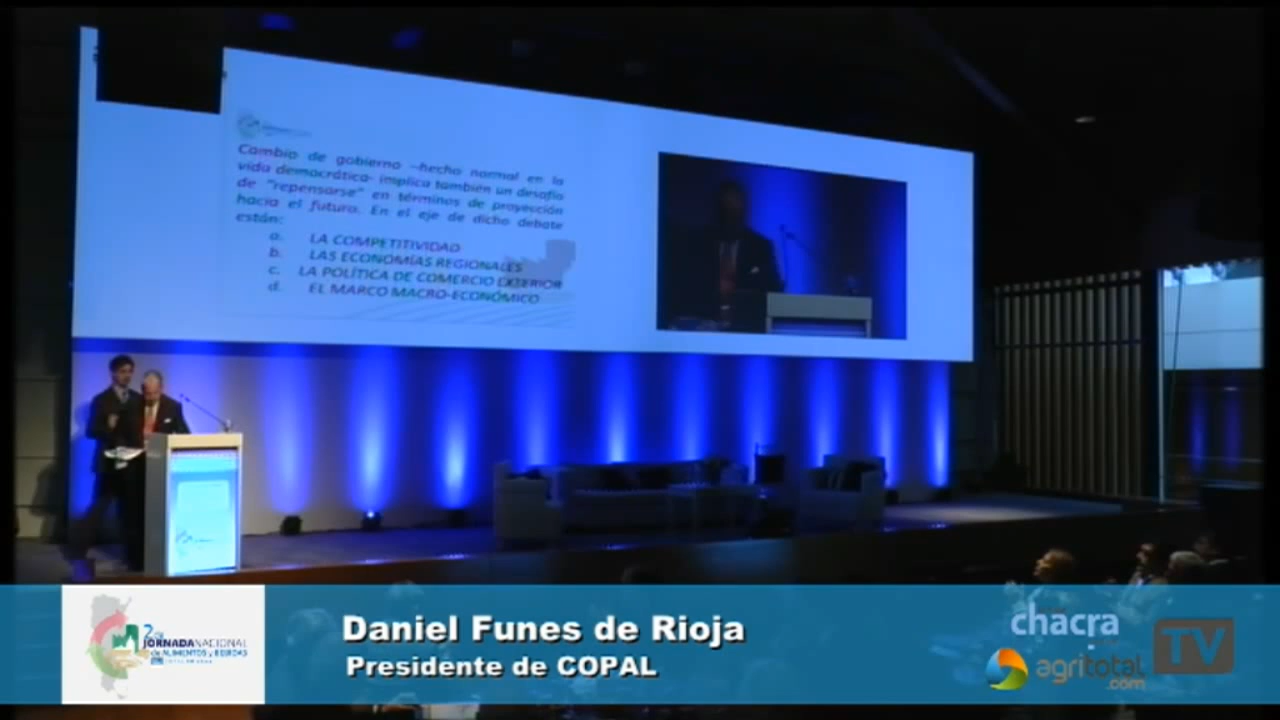 Cambio de gobierno –hecho normal en la
vida democrática- implica también un desafío
de "repensarse" en términos de proyección
hacia el futuro. En el eje de dicho debate
están:
a. LA COMPETITIVIDAD
b. LAS ECONOMÍAS REGIONALES
c. LA POLÍTICA DE COMERCIO EXTERIOR
d. EL MARCO MACRO-ECONÓMICO
2da
JORNADA NACIONAL
de ALIMENTOS y BEBIDAS
Daniel Funes de Rioja
Presidente de COPAL
chacra
agritotal
.com
TV